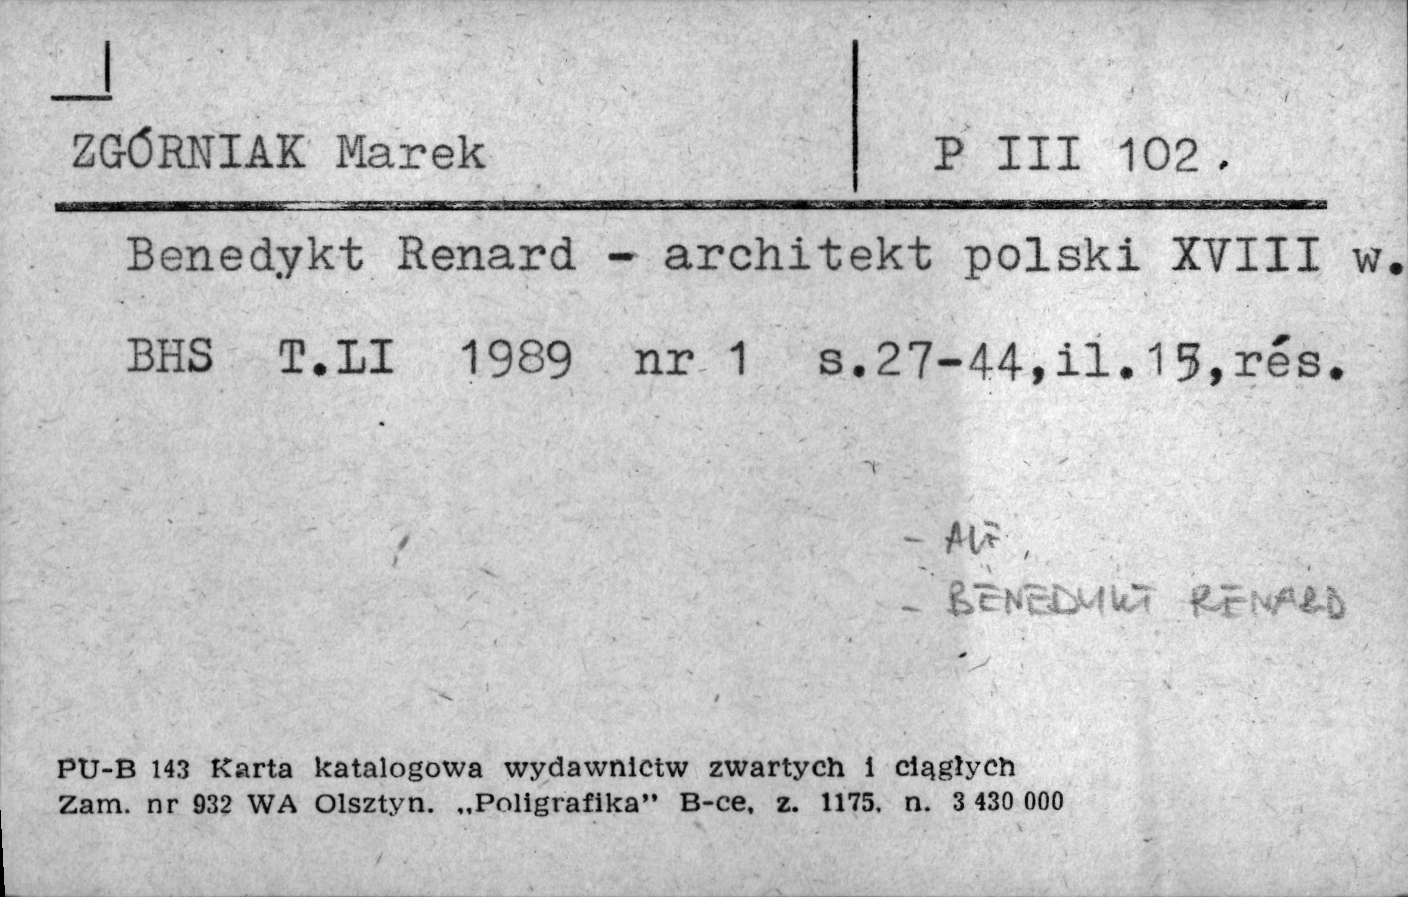 ZGÓRNIAK Marek P III 102.
Benedykt Renard - architekt polski XVIII w.
BHS T.LI 1989 nr 1 s.27-44,il.15,rés.
- ALF
- BENEDYKT RENARD
PU-B 143 Karta katalogowa wydawnictw zwartych i ciągłych
Zam. nr 932 WA Olsztyn. „Poligrafika” B-ce, z. 1175, n. 3 430 000